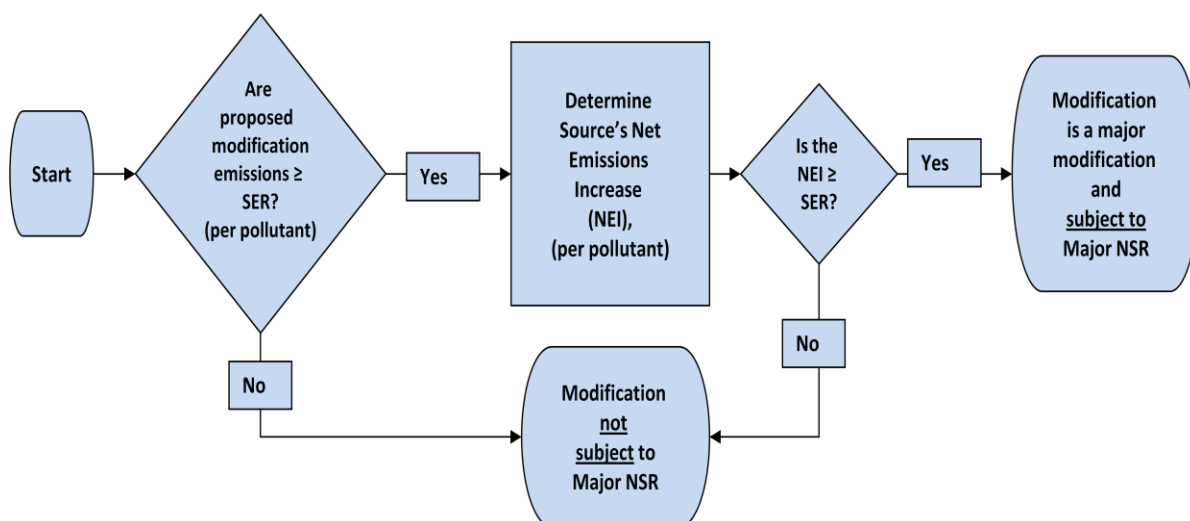 Start
Are
proposed
modification
emissions ≥
SER?
(per pollutant)
Yes
Determine
Source's Net
Emissions
Increase
(NEI),
(per pollutant)
Is the
NEI ≥
SER?
Yes
Modification
is a major
modification
and
subject to
Major NSR
No
No
Modification
not
subject to
Major NSR